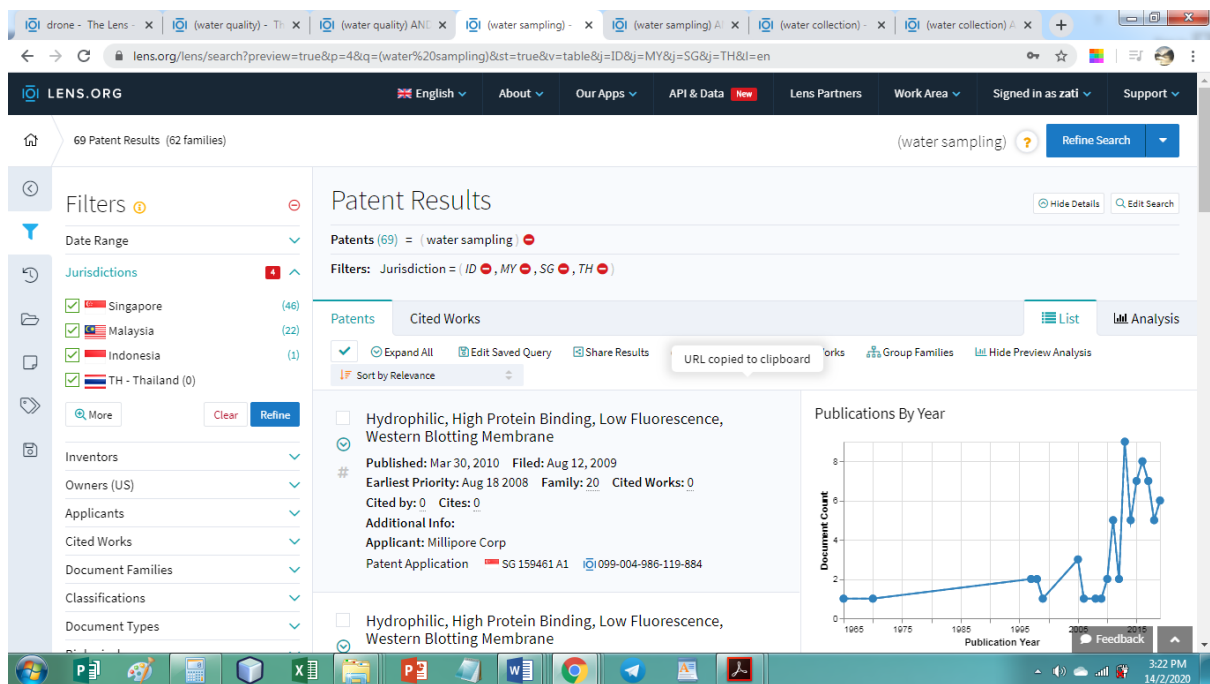 drone - The Lens -
(water quality) - Th
(water quality) AND
(water sampling) -
(water sampling) A
(water collection) -
(water collection) A
lens.org/lens/search?preview=true&p=4&q=(water%20sampling)&st=true&v=table&j=ID&j=MY&j=SG&j=TH&l=en
LENS.ORG
English
About
Our Apps
API & Data New
Lens Partners
Work Area
Signed in as zati
Support
69 Patent Results (62 families)
(water sampling) ?
Refine Search
Filters
Date Range
Jurisdictions 4
Singapore (46)
Malaysia (22)
Indonesia (1)
TH - Thailand (0)
More
Clear
Refine
Inventors
Owners (US)
Applicants
Cited Works
Document Families
Classifications
Document Types
Patent Results
Hide Details
Edit Search
Patents (69) = ( water sampling )
Filters: Jurisdiction = ( ID , MY , SG , TH )
Patents
Cited Works
List
Analysis
Expand All
Edit Saved Query
Share Results
URL copied to clipboard
orks
Group Families
Hide Preview Analysis
Sort by Relevance
Hydrophilic, High Protein Binding, Low Fluorescence,
Western Blotting Membrane
#
Published: Mar 30, 2010 Filed: Aug 12, 2009
Earliest Priority: Aug 18 2008 Family: 20 Cited Works: 0
Cited by: 0 Cites: 0
Additional Info:
Applicant: Millipore Corp
Patent Application SG 159461 A1 099-004-986-119-884
Hydrophilic, High Protein Binding, Low Fluorescence,
Western Blotting Membrane
Publications By Year
Document Count
8
6
4
2
0
1965 1975 1985 1995 2005 2015
Publication Year
Feedback
3:22 PM
14/2/2020